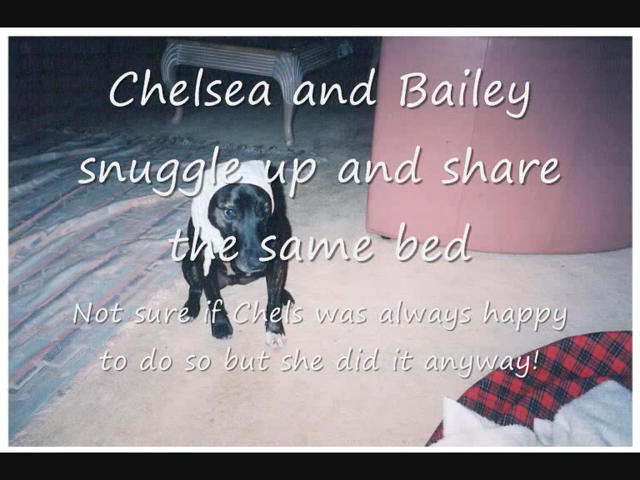 Chelsea and Bailey
snuggle up and share
the same bed
Not sure if Chels was always happy
to do so but she did it anyway!